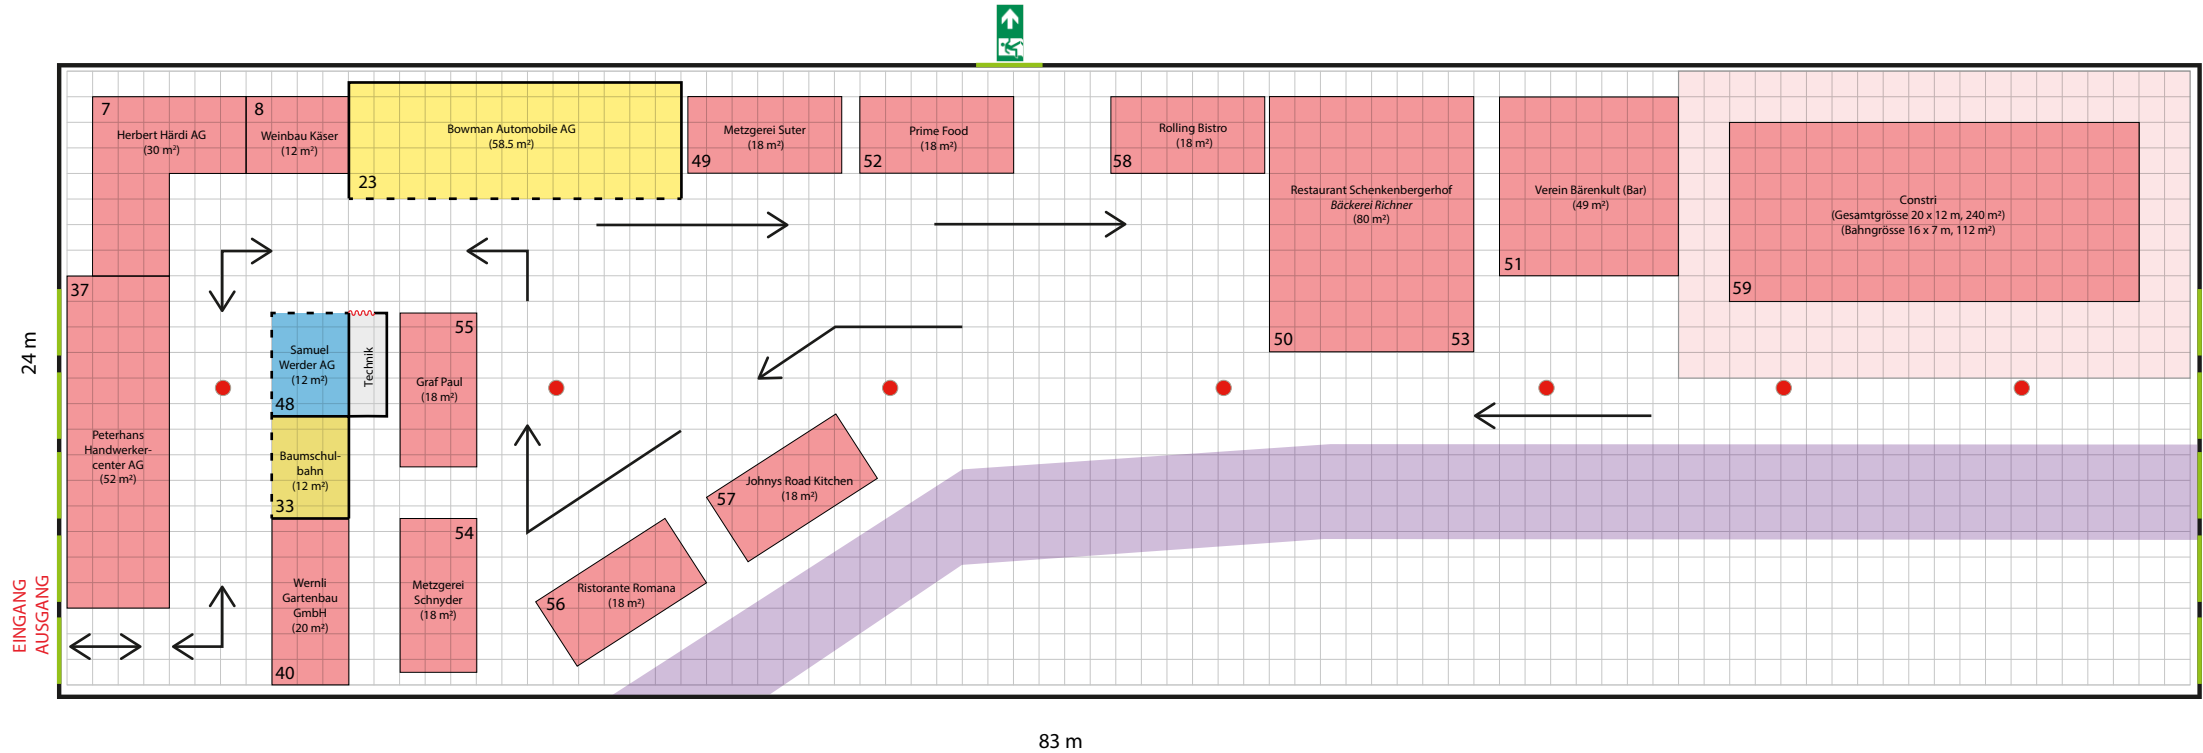 7
Herbert Härdi AG
(30 m²)
8
Weinbau Käser
(12 m²)
Bowman Automobile AG
(58.5 m²)
23
Metzgerei Suter
(18 m²)
49
Prime Food
(18 m²)
52
Rolling Bistro
(18 m²)
58
Restaurant Schenkenbergerhof
Bäckerei Richner
(80 m²)
50
53
Verein Bärenkult (Bar)
(49 m²)
51
Constri
(Gesamtgrösse 20 x 12 m, 240 m²)
(Bahngrösse 16 x 7 m, 112 m²)
59
37
Peterhans
Handwerker-
center AG
(52 m²)
Samuel
Werder AG
(12 m²)
48
Technik
55
Graf Paul
(18 m²)
Baumschul-
bahn
(12 m²)
33
Wernli
Gartenbau
GmbH
(20 m²)
40
54
Metzgerei
Schnyder
(18 m²)
57
Johnys Road Kitchen
(18 m²)
56
Ristorante Romana
(18 m²)
24 m
EINGANG
AUSGANG
83 m